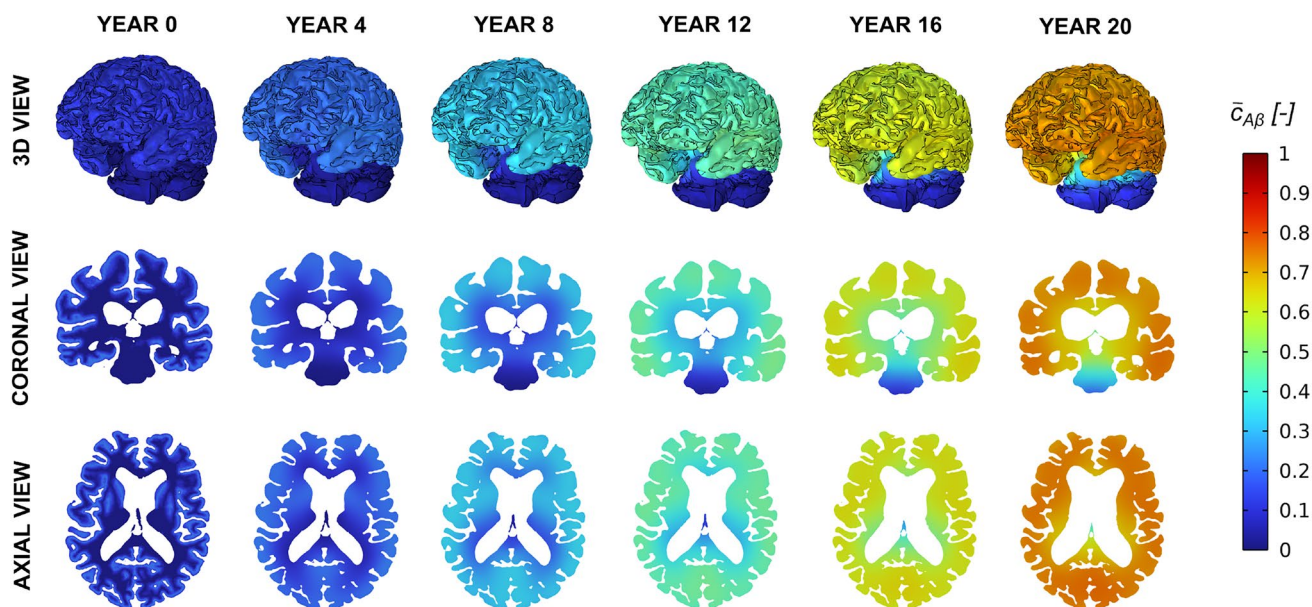 YEAR 0 YEAR 4 YEAR 8 YEAR 12 YEAR 16 YEAR 20
3D VIEW
CORONAL VIEW
AXIAL VIEW
c̄Aβ [-]
1
0.9
0.8
0.7
0.6
0.5
0.4
0.3
0.2
0.1
0